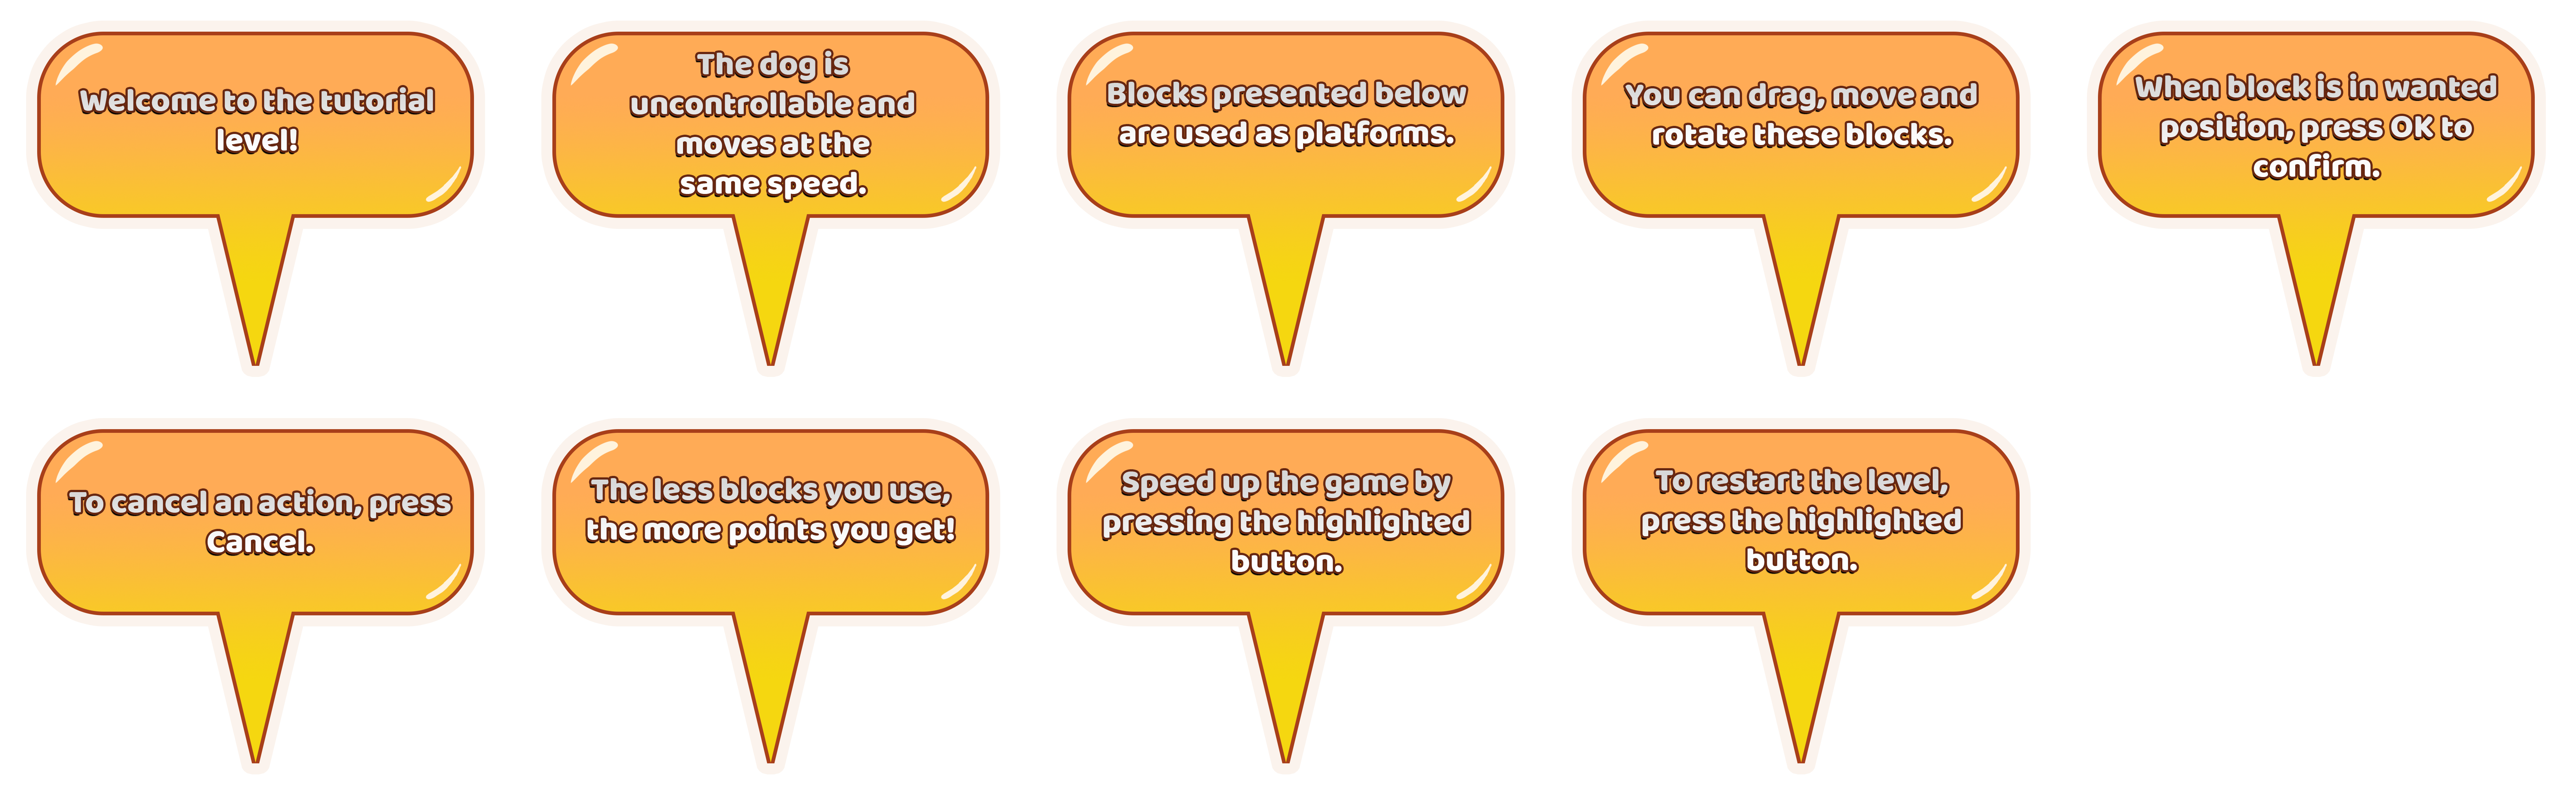 Welcome to the tutorial
level!
The dog is
uncontrollable and
moves at the
same speed.
Blocks presented below
are used as platforms.
You can drag, move and
rotate these blocks.
When block is in wanted
position, press OK to
confirm.
To cancel an action, press
Cancel.
The less blocks you use,
the more points you get!
Speed up the game by
pressing the highlighted
button.
To restart the level,
press the highlighted
button.